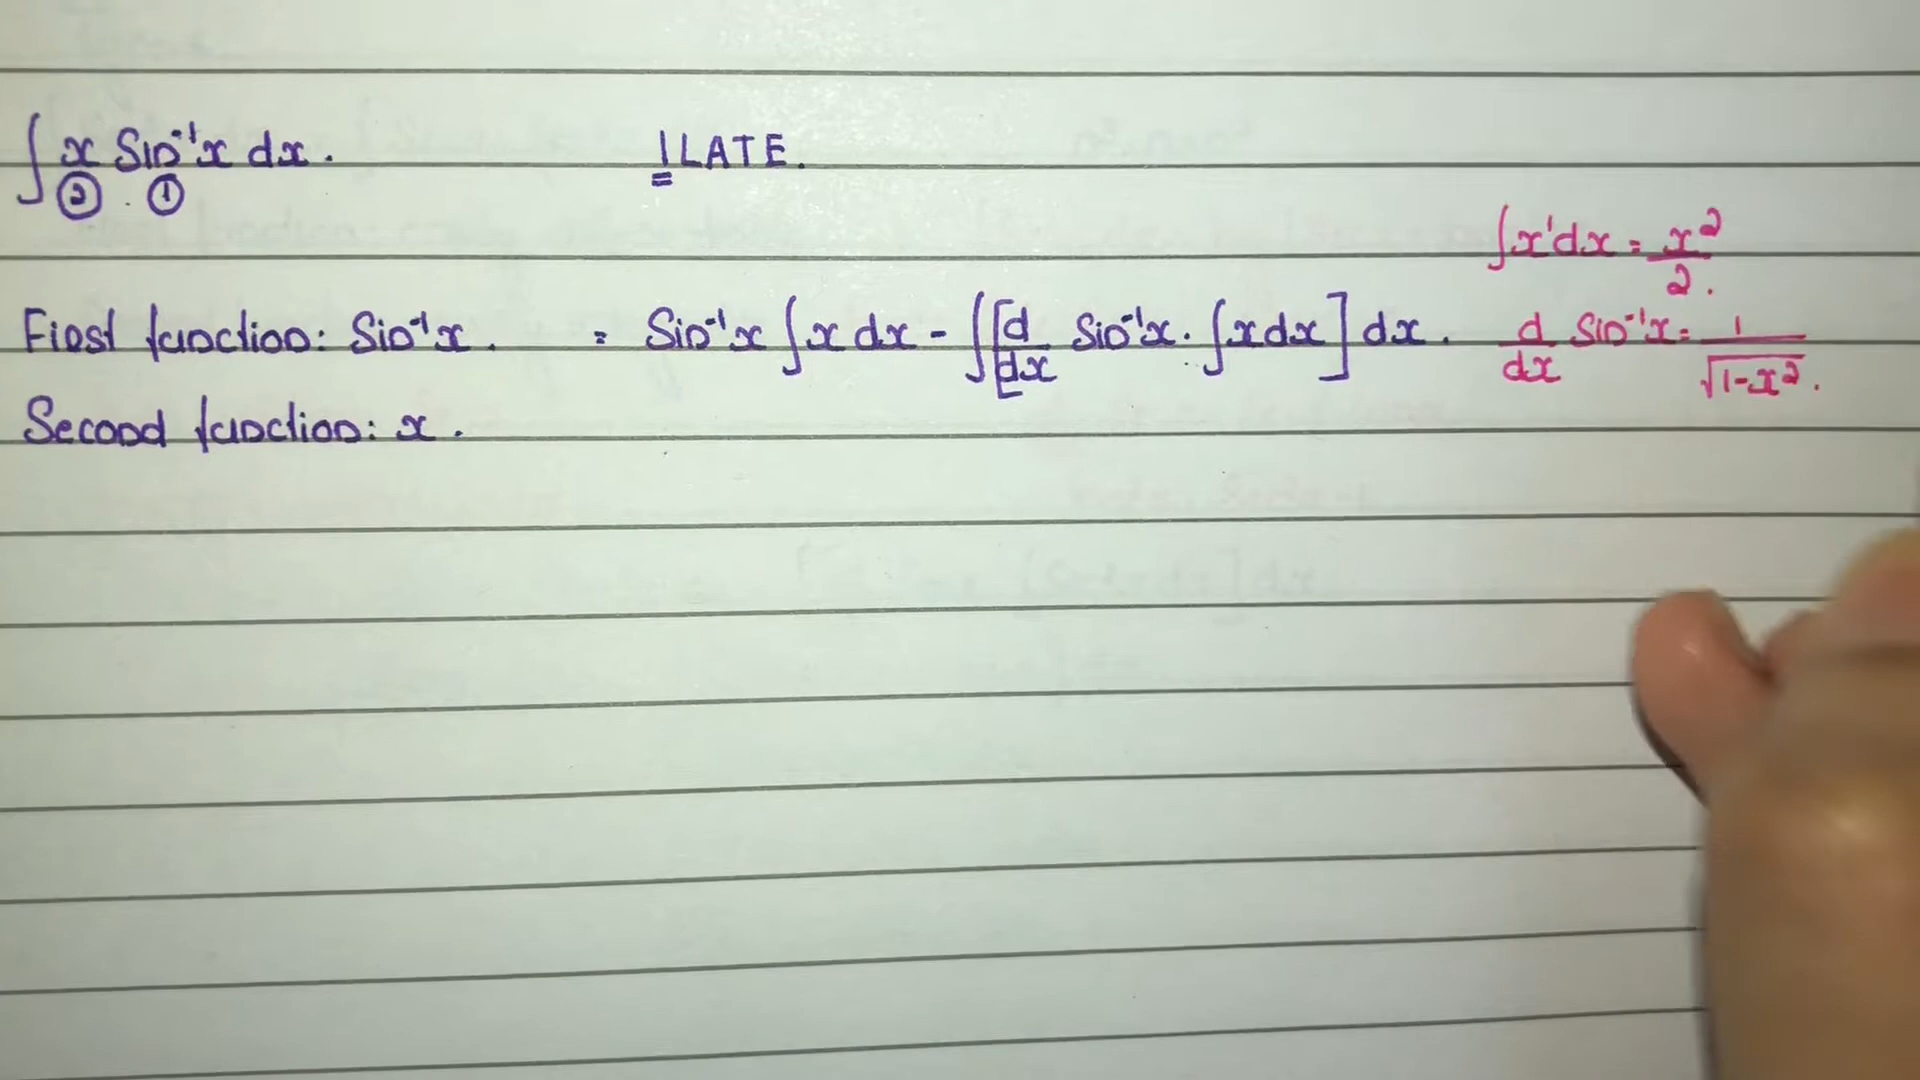 ∫ x Sin⁻¹x dx .
② . ①
ILATE.
∫x¹dx = x²/2.
First function: Sin⁻¹x . = Sin⁻¹x ∫ x dx - ∫[d/dx Sin⁻¹x . ∫xdx] dx . d/dx Sin⁻¹x = 1/√1-x² .
Second function: x .